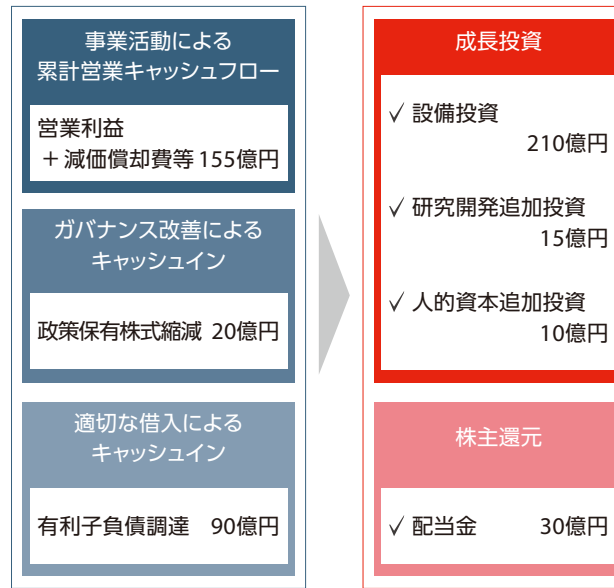 事業活動による
累計営業キャッシュフロー
営業利益
＋減価償却費等 155億円
ガバナンス改善による
キャッシュイン
政策保有株式縮減 20億円
適切な借入による
キャッシュイン
有利子負債調達 90億円
成長投資
✓ 設備投資
210億円
✓ 研究開発追加投資
15億円
✓ 人的資本追加投資
10億円
株主還元
✓ 配当金 30億円